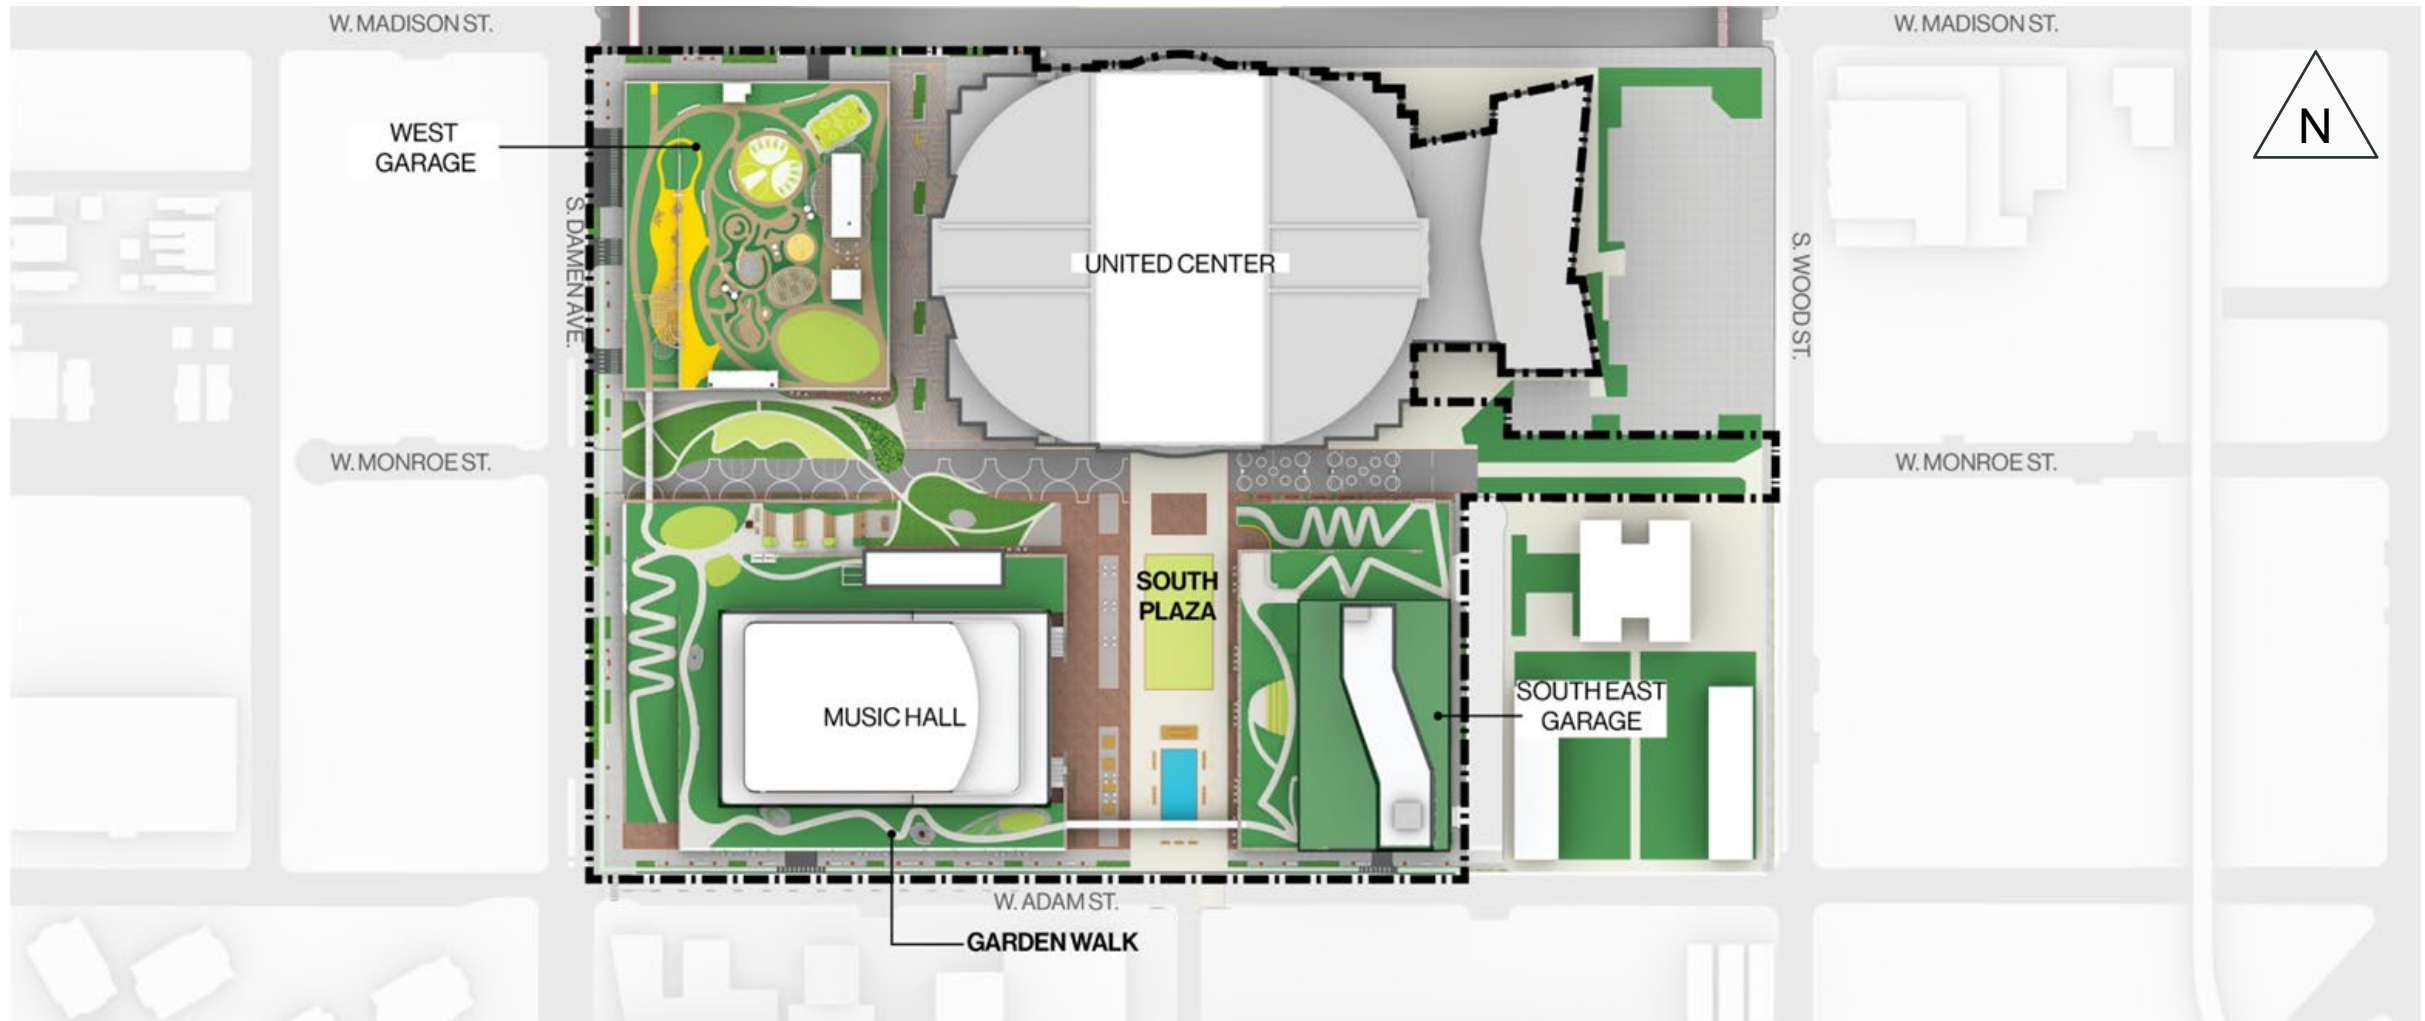 W. MADISON ST.
W. MADISON ST.
N
WEST
GARAGE
S. DAMEN AVE.
UNITED CENTER
S. WOOD ST.
W. MONROE ST.
W. MONROE ST.
SOUTH
PLAZA
MUSIC HALL
SOUTH EAST
GARAGE
W. ADAM ST.
GARDEN WALK